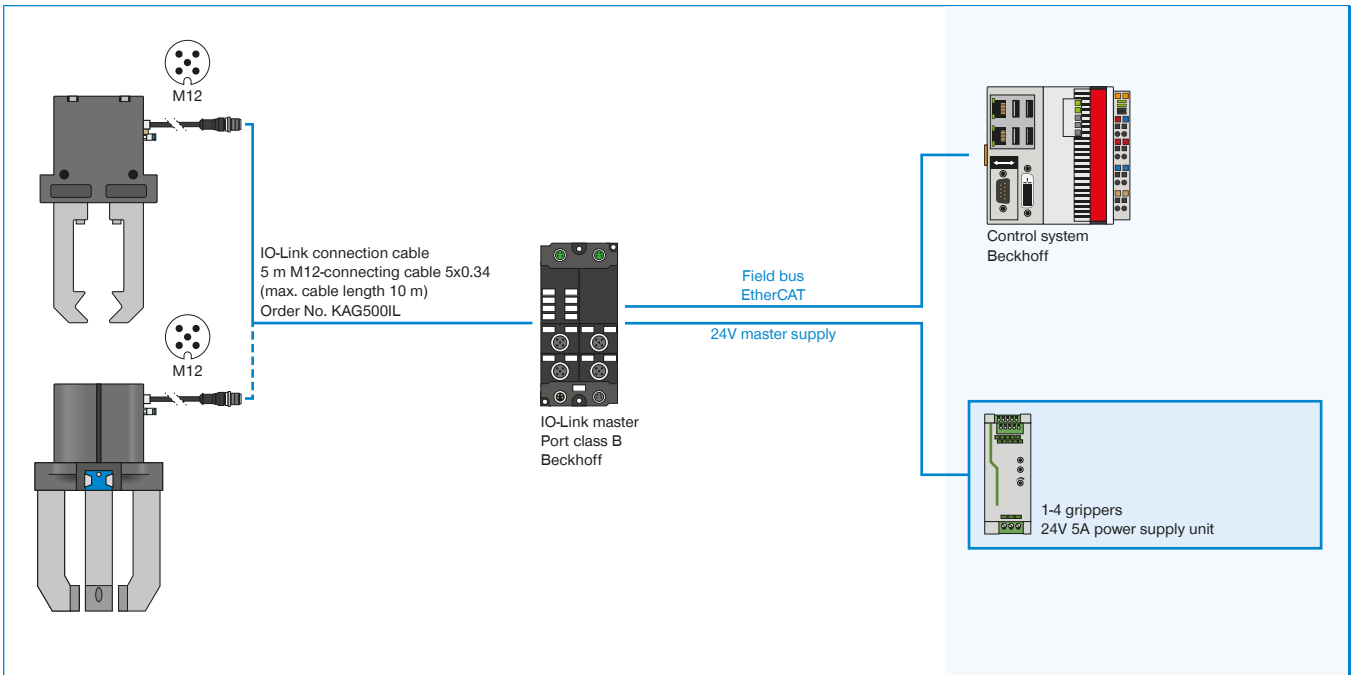 M12
IO-Link connection cable
5 m M12-connecting cable 5x0.34
(max. cable length 10 m)
Order No. KAG500IL
M12
IO-Link master
Port class B
Beckhoff
Field bus
EtherCAT
24V master supply
Control system
Beckhoff
1-4 grippers
24V 5A power supply unit